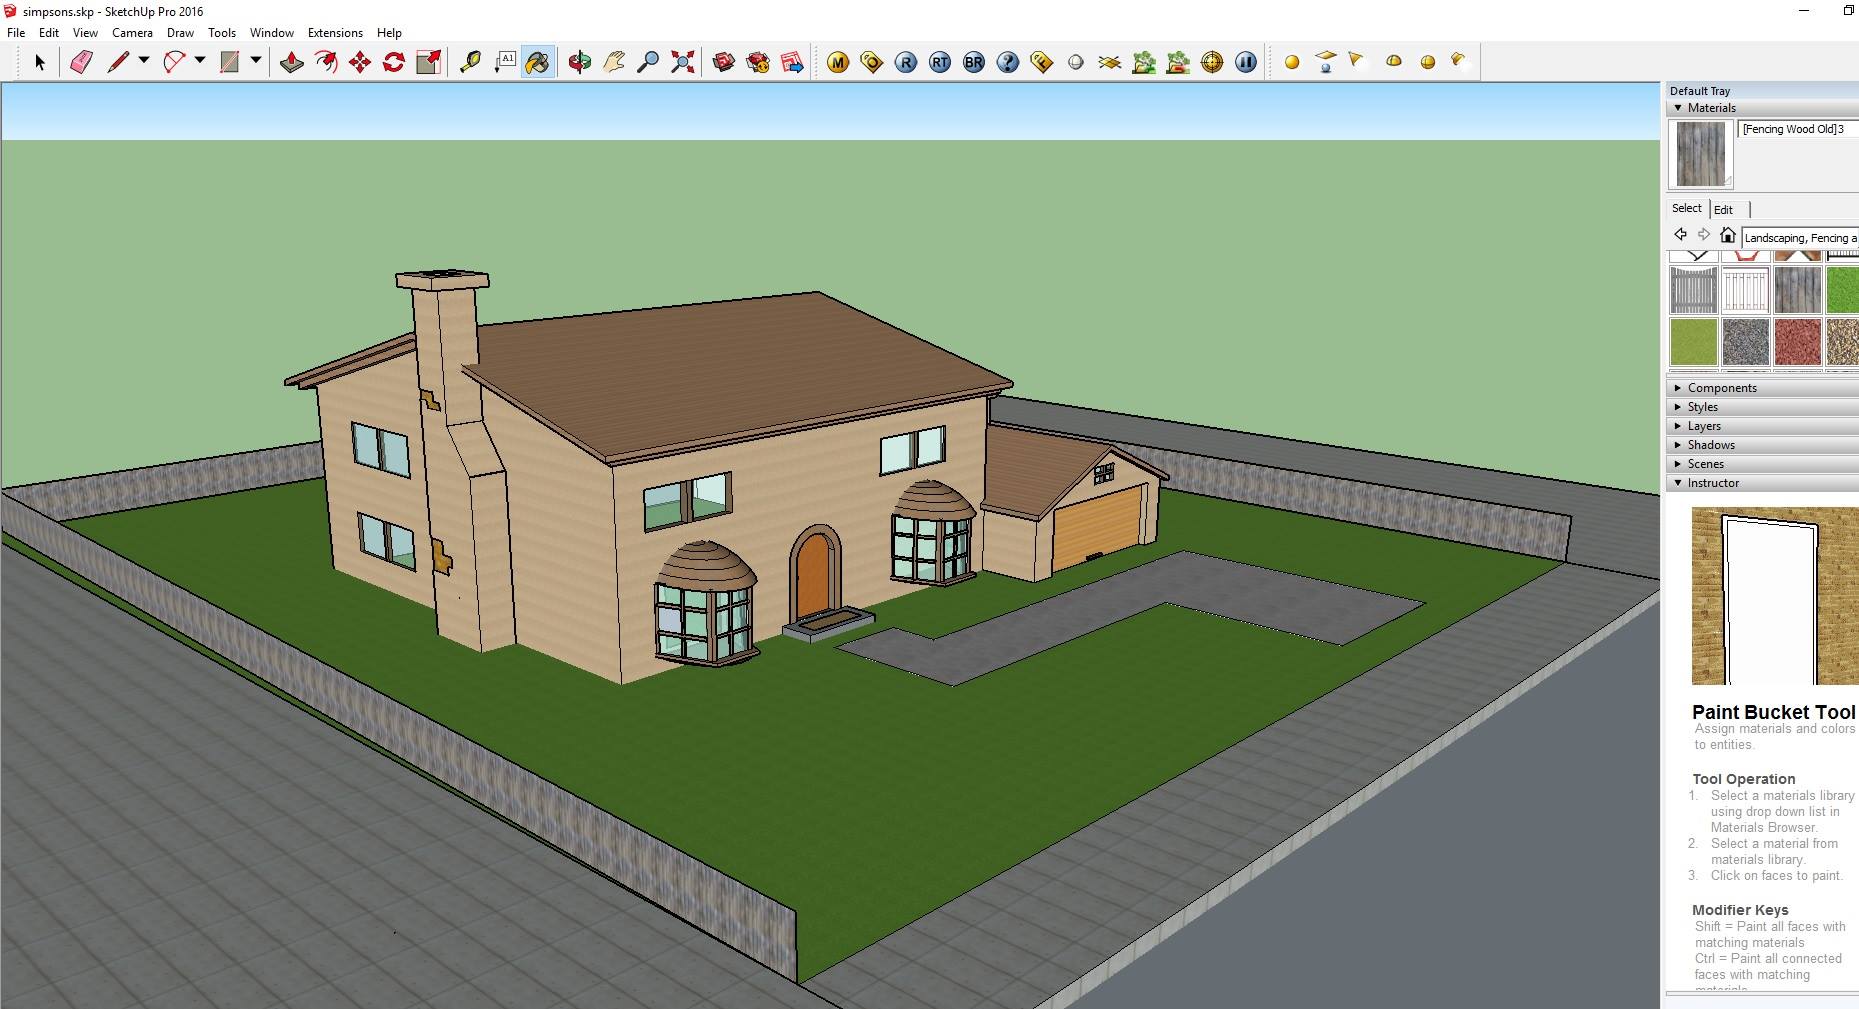 simpsons.skp - SketchUp Pro 2016
File Edit View Camera Draw Tools Window Extensions Help
A1
M R RT BR ?
Default Tray
Materials
[Fencing Wood Old]3
Select Edit
Landscaping, Fencing a
Components
Styles
Layers
Shadows
Scenes
Instructor
Paint Bucket Tool
Assign materials and colors
to entities.
Tool Operation
1. Select a materials library
using drop down list in
Materials Browser.
2. Select a material from
materials library.
3. Click on faces to paint.
Modifier Keys
Shift = Paint all faces with
matching materials
Ctrl = Paint all connected
faces with matching
materials